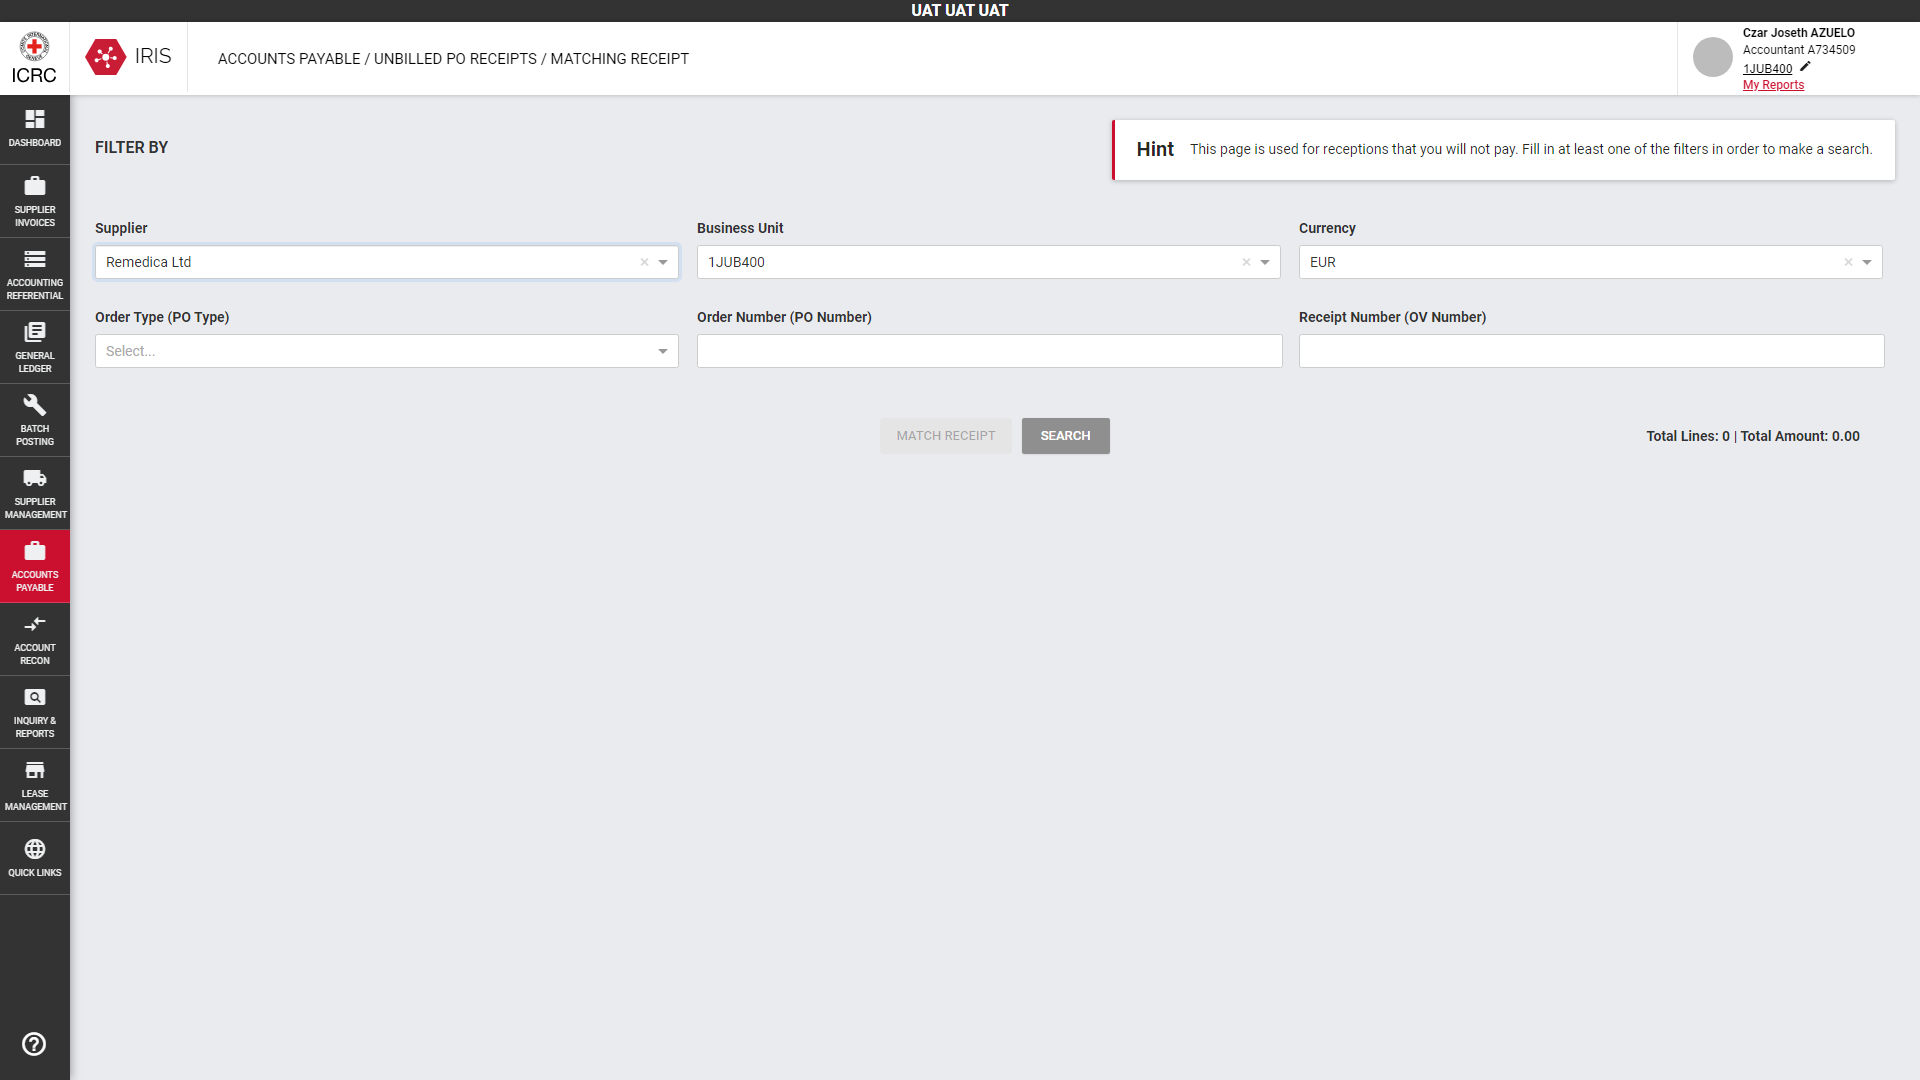 UAT UAT UAT
ICRC
IRIS
ACCOUNTS PAYABLE / UNBILLED PO RECEIPTS / MATCHING RECEIPT
Czar Joseth AZUELO
Accountant A734509
1JUB400
My Reports
DASHBOARD
SUPPLIER
INVOICES
ACCOUNTING
REFERENTIAL
GENERAL
LEDGER
BATCH
POSTING
SUPPLIER
MANAGEMENT
ACCOUNTS
PAYABLE
ACCOUNT
RECON
INQUIRY &
REPORTS
LEASE
MANAGEMENT
QUICK LINKS
FILTER BY
Hint This page is used for receptions that you will not pay. Fill in at least one of the filters in order to make a search.
Supplier
Business Unit
Currency
Remedica Ltd
1JUB400
EUR
Order Type (PO Type)
Order Number (PO Number)
Receipt Number (OV Number)
Select...
MATCH RECEIPT
SEARCH
Total Lines: 0 | Total Amount: 0.00